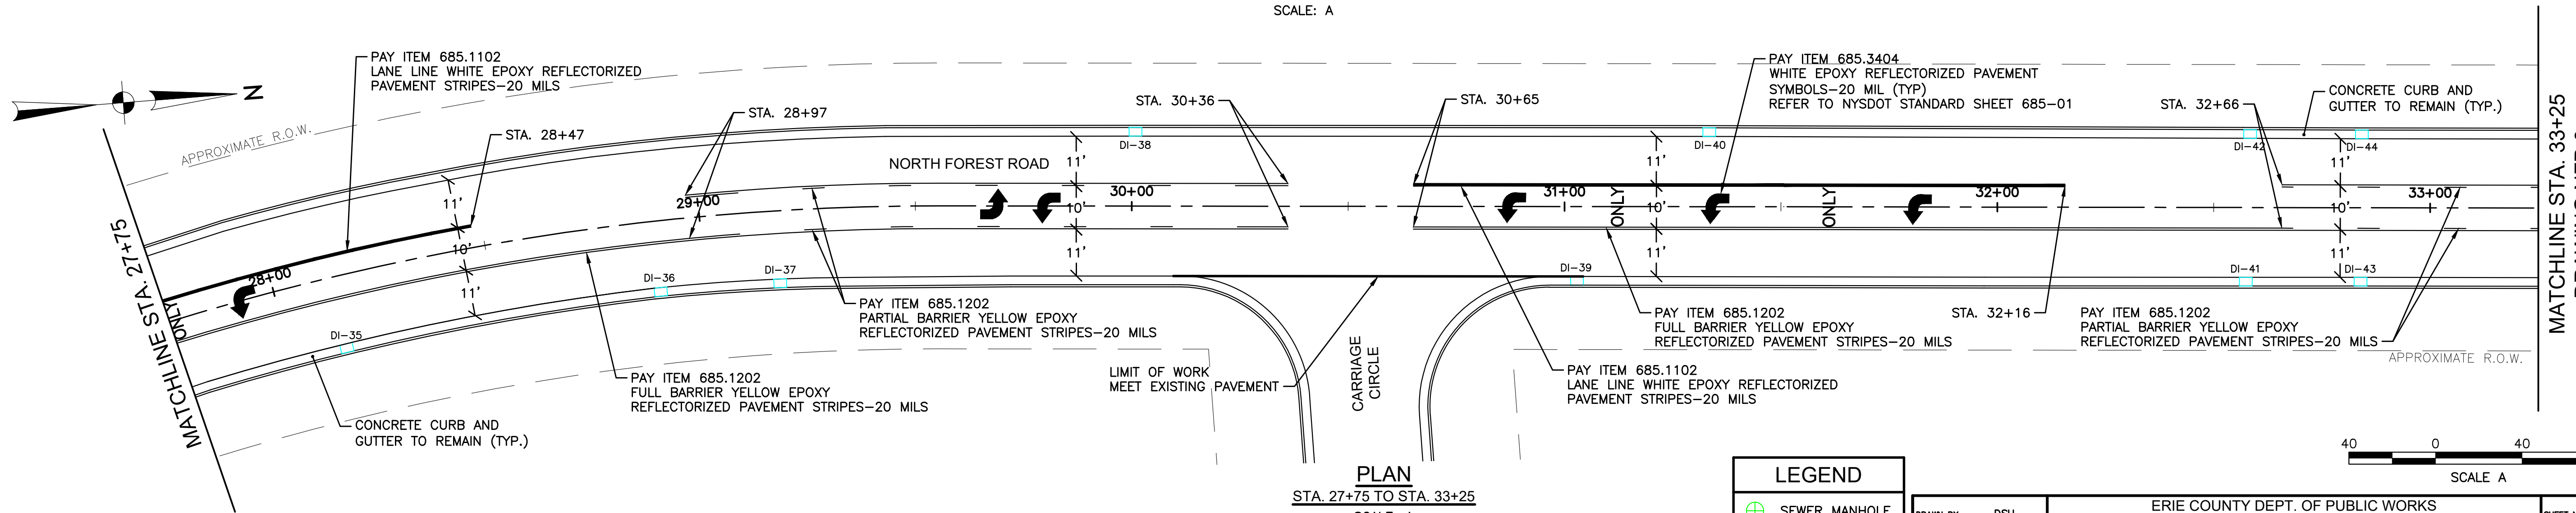 SCALE: A
PAY ITEM 685.1102
LANE LINE WHITE EPOXY REFLECTORIZED
PAVEMENT STRIPES-20 MILS
N
APPROXIMATE R.O.W.
STA. 28+47
STA. 28+97
STA. 30+36
STA. 30+65
PAY ITEM 685.3404
WHITE EPOXY REFLECTORIZED PAVEMENT
SYMBOLS-20 MIL (TYP)
REFER TO NYSDOT STANDARD SHEET 685-01
STA. 32+66
CONCRETE CURB AND
GUTTER TO REMAIN (TYP.)
MATCHLINE STA. 33+25
MATCHLINE STA. 27+75
NORTH FOREST ROAD
DI-38
DI-40
DI-42
DI-44
11'
10'
11'
11'
10'
11'
11'
10'
11'
11'
10'
11'
28+00
29+00
30+00
31+00
32+00
33+00
ONLY
ONLY
ONLY
DI-35
DI-36
DI-37
DI-39
DI-41
DI-43
PAY ITEM 685.1202
PARTIAL BARRIER YELLOW EPOXY
REFLECTORIZED PAVEMENT STRIPES-20 MILS
PAY ITEM 685.1202
FULL BARRIER YELLOW EPOXY
REFLECTORIZED PAVEMENT STRIPES-20 MILS
STA. 32+16
PAY ITEM 685.1202
PARTIAL BARRIER YELLOW EPOXY
REFLECTORIZED PAVEMENT STRIPES-20 MILS
APPROXIMATE R.O.W.
PAY ITEM 685.1202
FULL BARRIER YELLOW EPOXY
REFLECTORIZED PAVEMENT STRIPES-20 MILS
LIMIT OF WORK
MEET EXISTING PAVEMENT
CARRIAGE
CIRCLE
PAY ITEM 685.1102
LANE LINE WHITE EPOXY REFLECTORIZED
PAVEMENT STRIPES-20 MILS
CONCRETE CURB AND
GUTTER TO REMAIN (TYP.)
PLAN
STA. 27+75 TO STA. 33+25
40 0 40
SCALE A
LEGEND
SEWER MANHOLE
ERIE COUNTY DEPT. OF PUBLIC WORKS